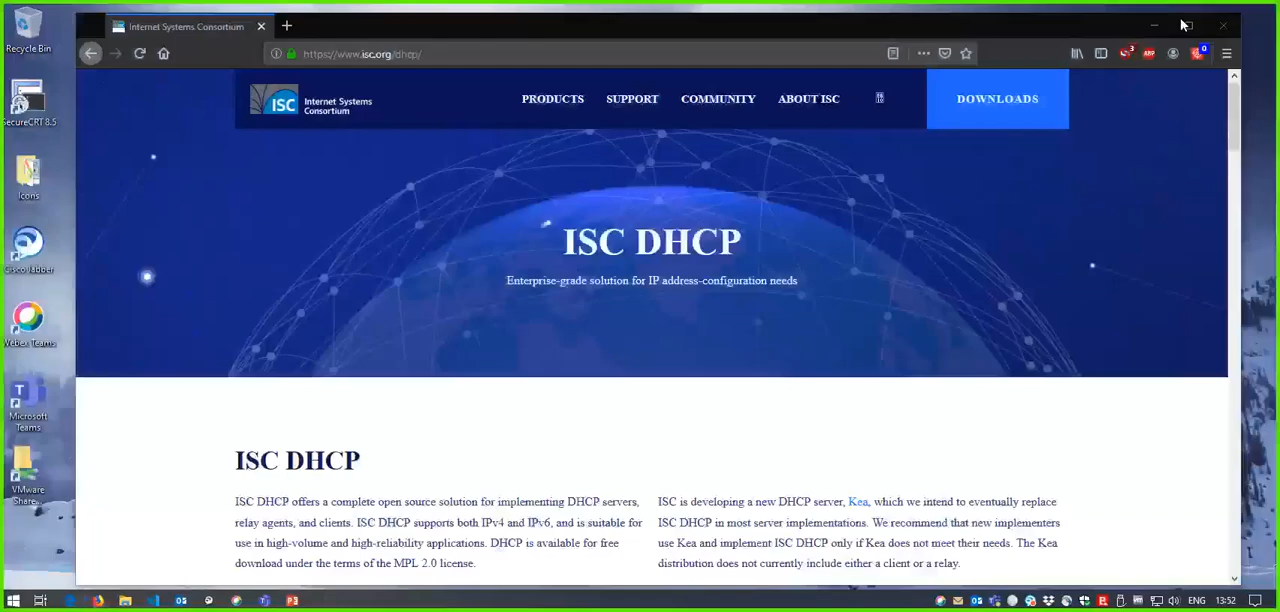 Recycle Bin
SecureCRT 8.5
Icons
Cisco Jabber
Webex Teams
Microsoft
Teams
VMware
Share...
Internet Systems Consortium
https://www.isc.org/dhcp/
3
ABP
0
ISC
Internet Systems
Consortium
PRODUCTS
SUPPORT
COMMUNITY
ABOUT ISC
DOWNLOADS
ISC DHCP
Enterprise-grade solution for IP address-configuration needs
ISC DHCP
ISC DHCP offers a complete open source solution for implementing DHCP servers,
relay agents, and clients. ISC DHCP supports both IPv4 and IPv6, and is suitable for
use in high-volume and high-reliability applications. DHCP is available for free
download under the terms of the MPL 2.0 license.
ISC is developing a new DHCP server, Kea, which we intend to eventually replace
ISC DHCP in most server implementations. We recommend that new implementers
use Kea and implement ISC DHCP only if Kea does not meet their needs. The Kea
distribution does not currently include either a client or a relay.
ENG
13:52